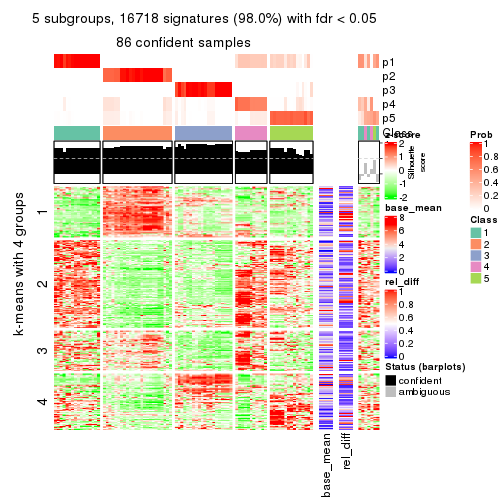 5 subgroups, 16718 signatures (98.0%) with fdr < 0.05
86 confident samples
p1
p2
p3
p4
p5
Class
z-score
2
1
0
-1
-2
Silhouette
score
Prob
1
0.8
0.6
0.4
0.2
0
Class
1
2
3
4
5
base_mean
8
6
4
2
0
rel_diff
1
0.8
0.6
0.4
0.2
0
Status (barplots)
confident
ambiguous
k-means with 4 groups
1
2
3
4
base_mean
rel_diff